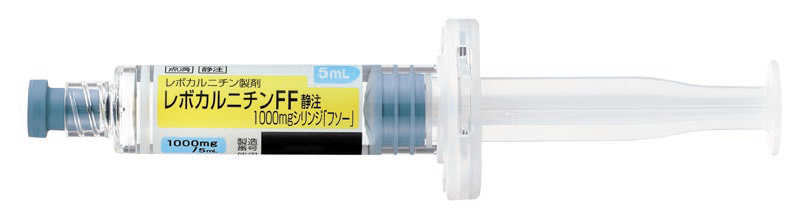 点滴 静注
5mL
レボカルニチン製剤
レボカルニチンFF静注
1000mgシリンジ「フソー」
1000mg
/5mL
製造
番号